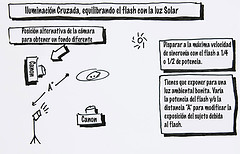 Iluminación Cruzada, equilibrando el flash con la luz Solar
Posición alternativa de la cámara
para obtener un fondo diferente
Disparar a la máxima velocidad
de sincronía con el flash a 1/4
o 1/2 de potencia.
Canon
"A"
Tienes que exponer para una
luz ambiental bonita. Varía la
potencia del flash y/o la
distancia "A" para modificar la
exposición del sujeto debida
al flash.
Canon